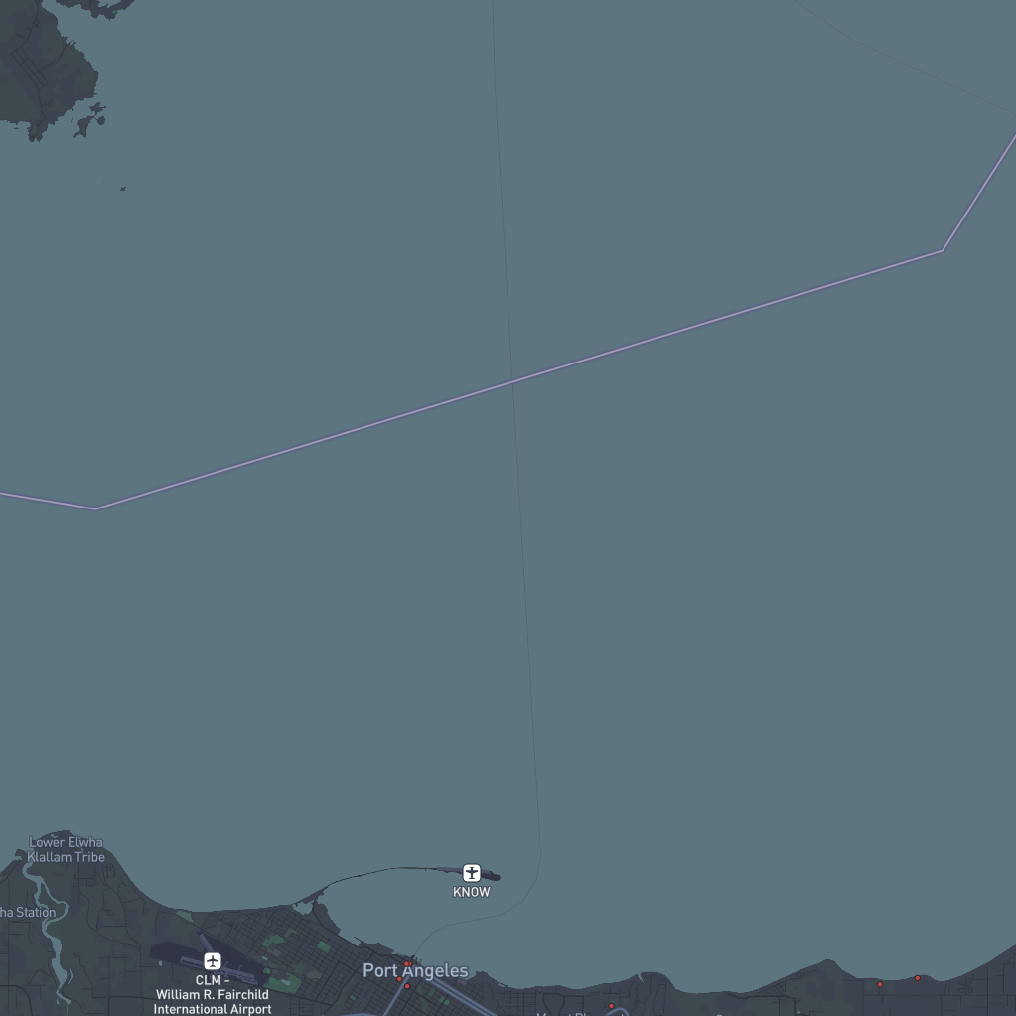 Lower Elwha
Klallam Tribe
KNOW
ha Station
Port Angeles
CLM -
William R. Fairchild
International Airport